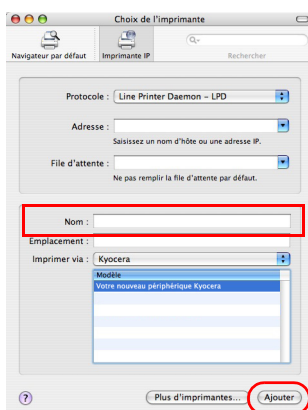 Choix de l'imprimante
Navigateur par défaut
Imprimante IP
Rechercher
Protocole : Line Printer Daemon – LPD
Adresse :
Saisissez un nom d'hôte ou une adresse IP.
File d'attente :
Ne pas remplir la file d'attente par défaut.
Nom :
Emplacement :
Imprimer via : Kyocera
Modèle
Votre nouveau périphérique Kyocera
?
Plus d'imprimantes...
Ajouter